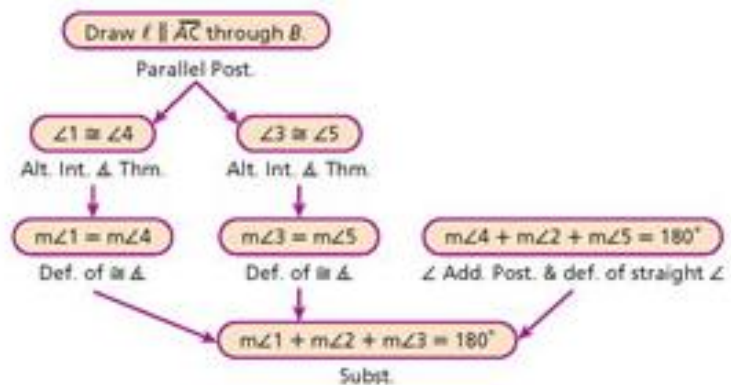 Draw ℓ ∥ A̅C̅ through B.
Parallel Post.
∠1 ≅ ∠4
∠3 ≅ ∠5
Alt. Int. ∡ Thm.
Alt. Int. ∡ Thm.
m∠1 = m∠4
m∠3 = m∠5
m∠4 + m∠2 + m∠5 = 180°
Def. of ≅ ∡
Def. of ≅ ∡
∠ Add. Post. & def. of straight ∠
m∠1 + m∠2 + m∠3 = 180°
Subst.